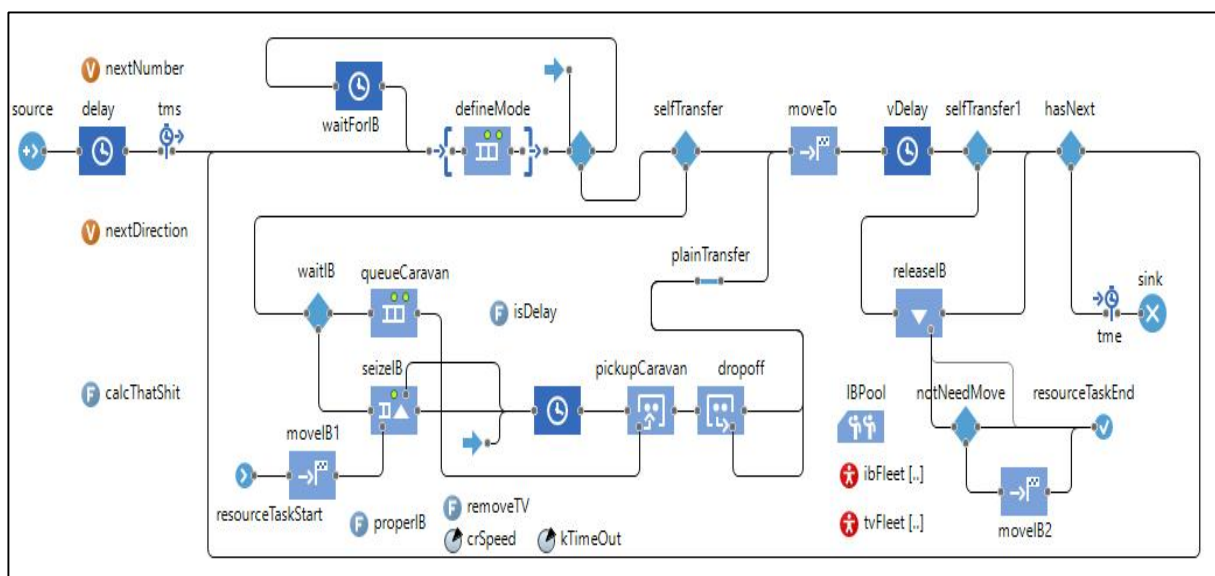 nextNumber
source
delay
tms
waitForIB
defineMode
selfTransfer
moveTo
vDelay
selfTransfer1
hasNext
nextDirection
waitIB
queueCaravan
isDelay
plainTransfer
releaseIB
sink
tme
calcThatShit
seizeIB
pickupCaravan
dropoff
IBPool
notNeedMove
resourceTaskEnd
moveIB1
resourceTaskStart
properIB
removeTV
crSpeed
kTimeOut
ibFleet [..]
tvFleet [..]
moveIB2